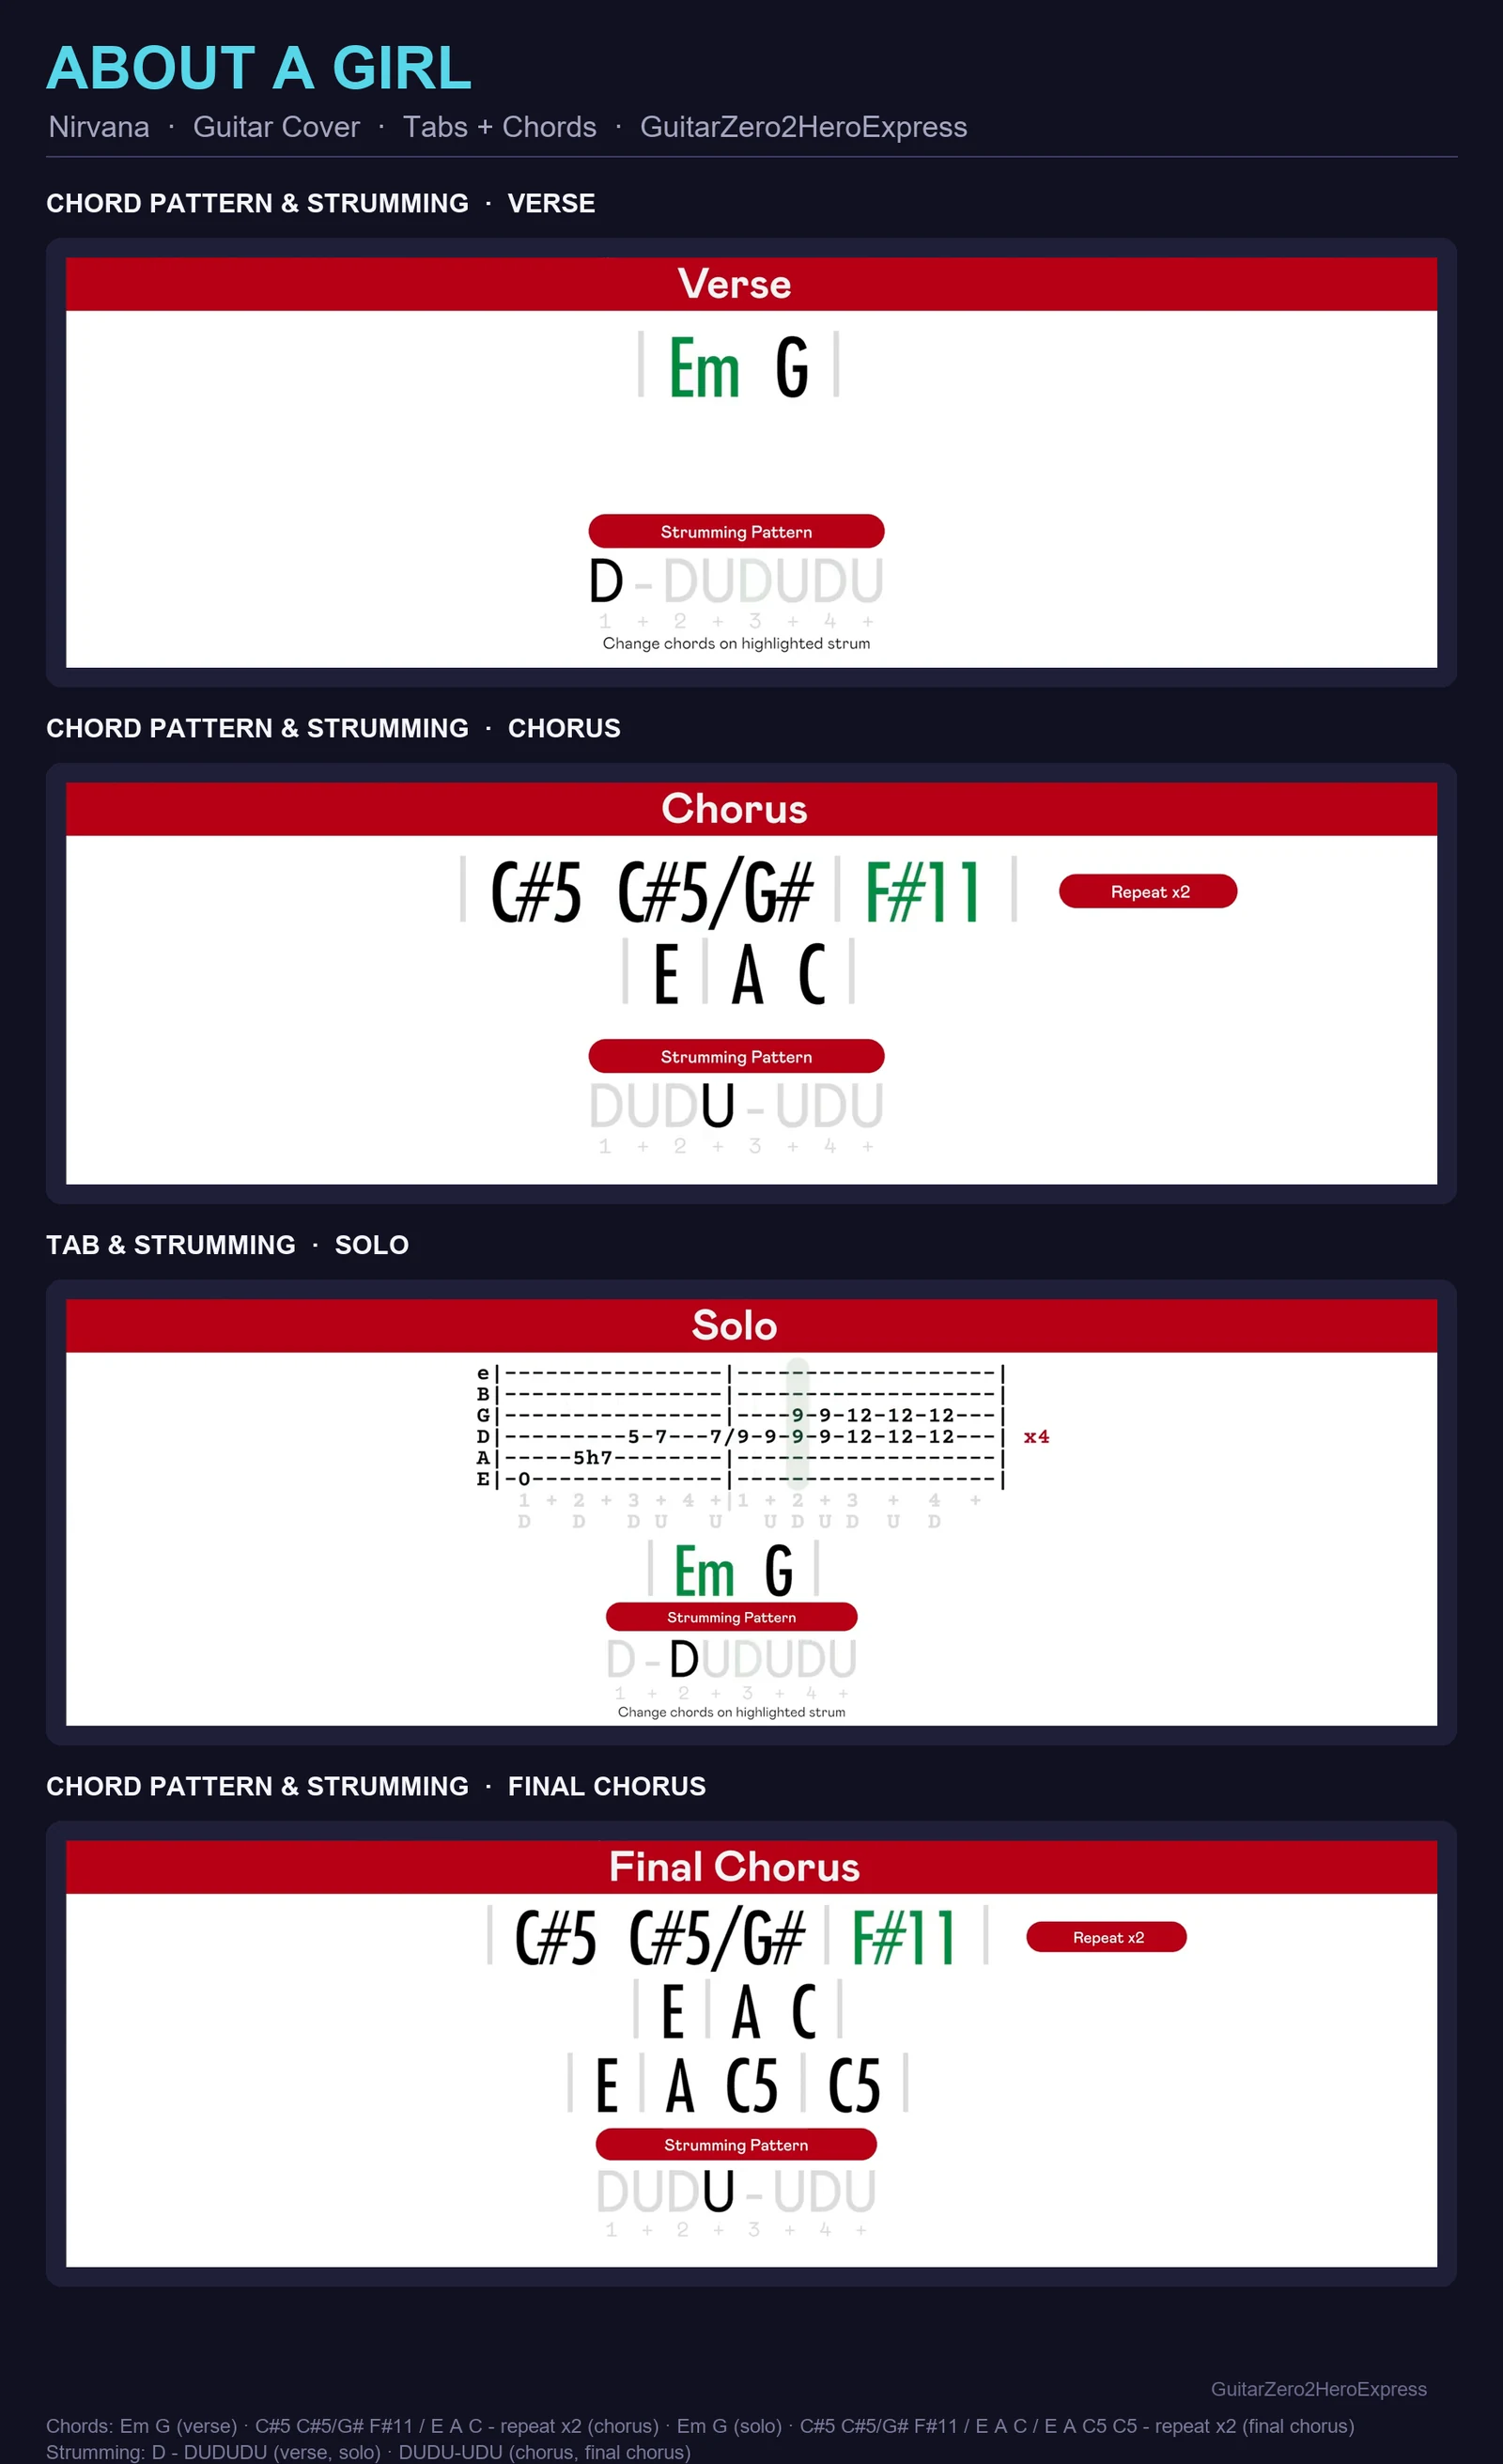 ABOUT A GIRL
Nirvana · Guitar Cover · Tabs + Chords · GuitarZero2HeroExpress
CHORD PATTERN & STRUMMING · VERSE
Verse
| Em G |
Strumming Pattern
D - DUDUDU
1 + 2 + 3 + 4 +
Change chords on highlighted strum
CHORD PATTERN & STRUMMING · CHORUS
Chorus
| C#5 C#5/G# | F#11 | Repeat x2
| E | A C |
Strumming Pattern
DUDU-UDU
1 + 2 + 3 + 4 +
TAB & STRUMMING · SOLO
Solo
e|----------------|-------------------|
B|----------------|-------------------|
G|----------------|----9-9-12-12-12---|
D|---------5-7---7/9-9-9-9-12-12-12---| x4
A|-----5h7--------|-------------------|
E|-0--------------|-------------------|
1 + 2 + 3 + 4 +|1 + 2 + 3 + 4 +
D D D U U U D U D U D
| Em G |
Strumming Pattern
D - DUDUDU
1 + 2 + 3 + 4 +
Change chords on highlighted strum
CHORD PATTERN & STRUMMING · FINAL CHORUS
Final Chorus
| C#5 C#5/G# | F#11 | Repeat x2
| E | A C |
| E | A C5 | C5 |
Strumming Pattern
DUDU-UDU
1 + 2 + 3 + 4 +
GuitarZero2HeroExpress
Chords: Em G (verse) · C#5 C#5/G# F#11 / E A C - repeat x2 (chorus) · Em G (solo) · C#5 C#5/G# F#11 / E A C / E A C5 C5 - repeat x2 (final chorus)
Strumming: D - DUDUDU (verse, solo) · DUDU-UDU (chorus, final chorus)